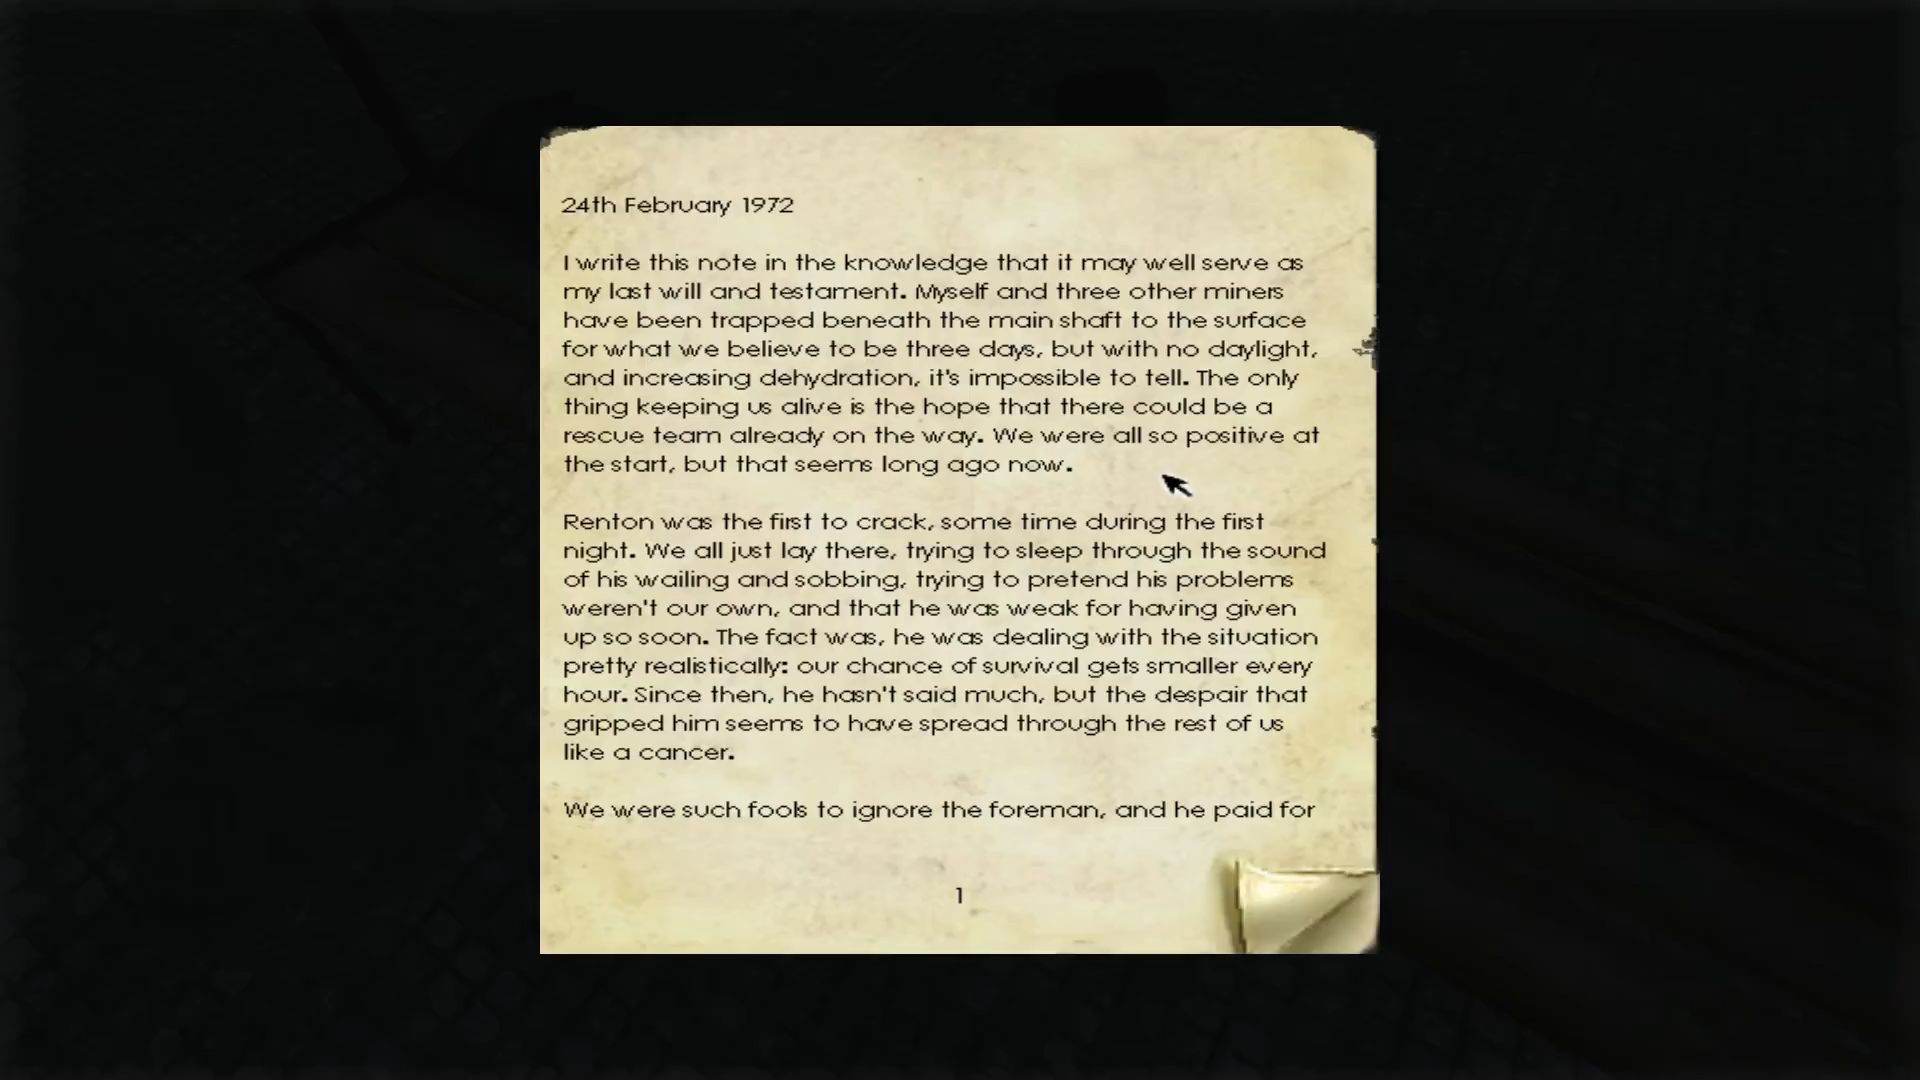 24th February 1972
I write this note in the knowledge that it may well serve as
my last will and testament. Myself and three other miners
have been trapped beneath the main shaft to the surface
for what we believe to be three days, but with no daylight,
and increasing dehydration, it's impossible to tell. The only
thing keeping us alive is the hope that there could be a
rescue team already on the way. We were all so positive at
the start, but that seems long ago now.
Renton was the first to crack, some time during the first
night. We all just lay there, trying to sleep through the sound
of his wailing and sobbing, trying to pretend his problems
weren't our own, and that he was weak for having given
up so soon. The fact was, he was dealing with the situation
pretty realistically: our chance of survival gets smaller every
hour. Since then, he hasn't said much, but the despair that
gripped him seems to have spread through the rest of us
like a cancer.
We were such fools to ignore the foreman, and he paid for
1